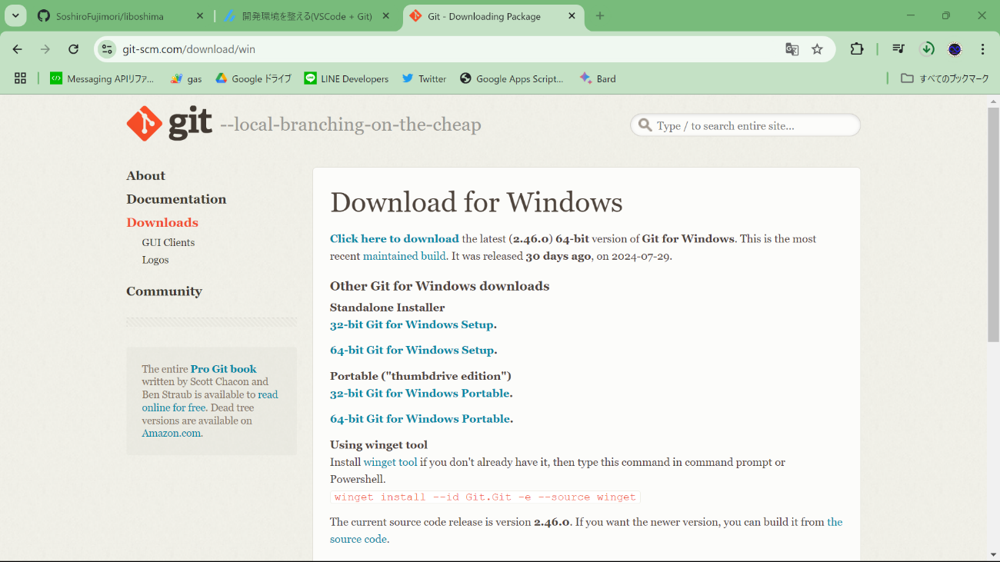 SoshiroFujimori/liboshima
開発環境を整える(VSCode + Git)
Git - Downloading Package
git-scm.com/download/win
Messaging APIリファ...
gas
Google ドライブ
LINE Developers
Twitter
Google Apps Script...
Bard
すべてのブックマーク
git --local-branching-on-the-cheap
Type / to search entire site...
About
Documentation
Downloads
GUI Clients
Logos
Community
The entire Pro Git book
written by Scott Chacon and
Ben Straub is available to read
online for free. Dead tree
versions are available on
Amazon.com.
Download for Windows
Click here to download the latest (2.46.0) 64-bit version of Git for Windows. This is the most
recent maintained build. It was released 30 days ago, on 2024-07-29.
Other Git for Windows downloads
Standalone Installer
32-bit Git for Windows Setup.
64-bit Git for Windows Setup.
Portable ("thumbdrive edition")
32-bit Git for Windows Portable.
64-bit Git for Windows Portable.
Using winget tool
Install winget tool if you don't already have it, then type this command in command prompt or
Powershell.
winget install --id Git.Git -e --source winget
The current source code release is version 2.46.0. If you want the newer version, you can build it from the
source code.